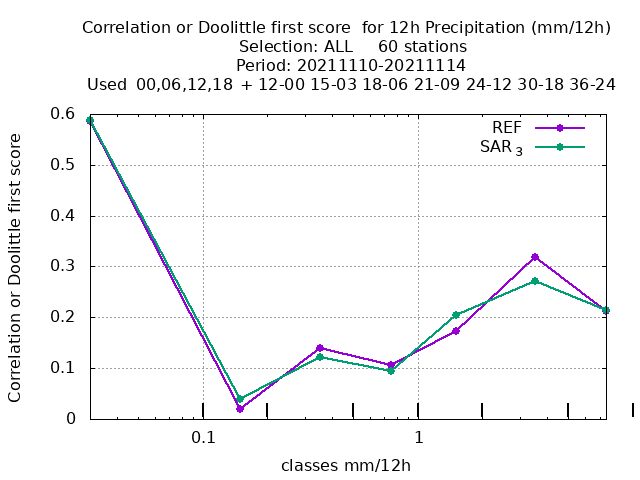 Correlation or Doolittle first score  for 12h Precipitation (mm/12h)
Selection: ALL     60 stations
Period: 20211110-20211114
Used  00,06,12,18  + 12-00 15-03 18-06 21-09 24-12 30-18 36-24
Correlation or Doolittle first score
0.6
0.5
0.4
0.3
0.2
0.1
0
REF
SAR 3
0.1
1
classes mm/12h